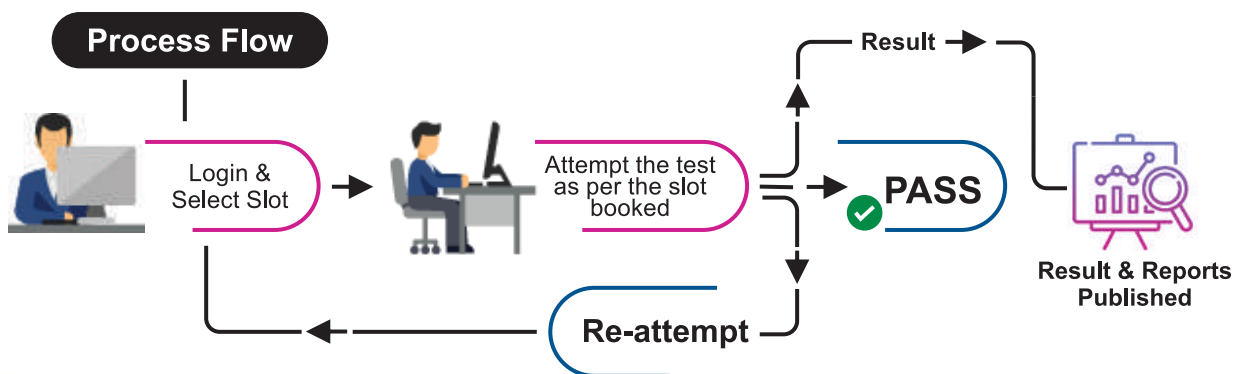 Process Flow
Result
Login &
Select Slot
Attempt the test
as per the slot
booked
PASS
Result & Reports
Published
Re-attempt